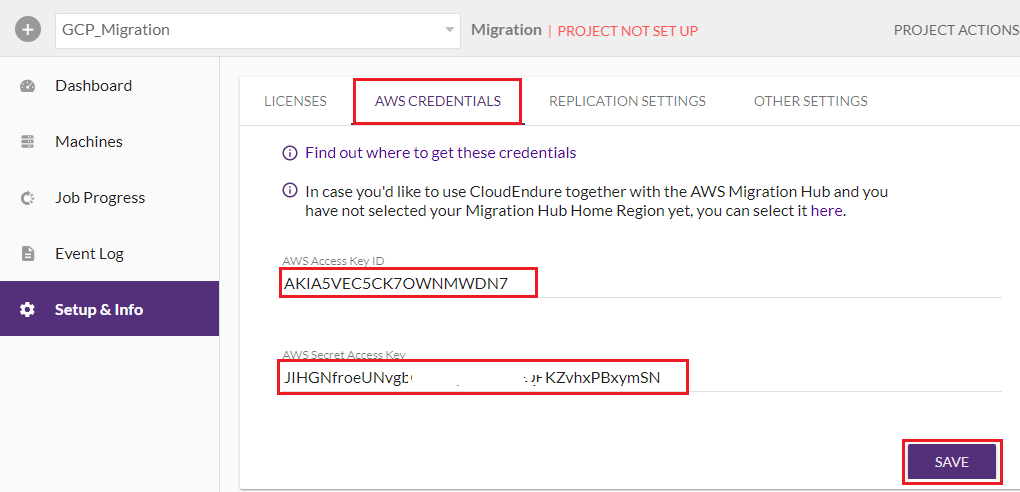 GCP_Migration
Migration | PROJECT NOT SET UP
PROJECT ACTIONS
Dashboard
Machines
Job Progress
Event Log
Setup & Info
LICENSES
AWS CREDENTIALS
REPLICATION SETTINGS
OTHER SETTINGS
Find out where to get these credentials
In case you'd like to use CloudEndure together with the AWS Migration Hub and you
have not selected your Migration Hub Home Region yet, you can select it here.
AWS Access Key ID
AKIA5VEC5CK7OWNMWDN7
AWS Secret Access Key
SAVE